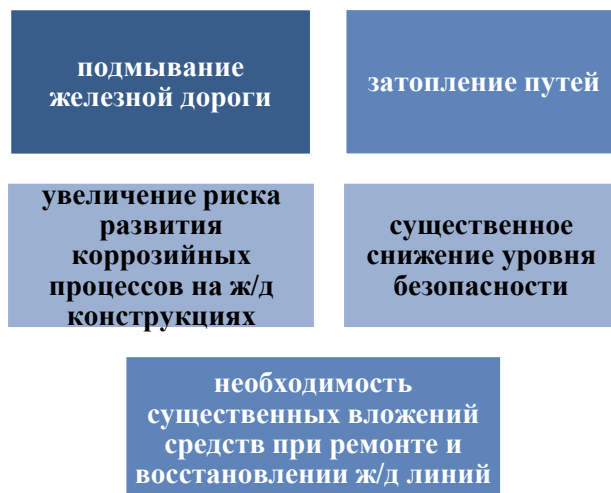 подмывание
железной дороги
затопление путей
увеличение риска
развития
коррозийных
процессов на ж/д
конструкциях
существенное
снижение уровня
безопасности
необходимость
существенных вложений
средств при ремонте и
восстановлении ж/д линий